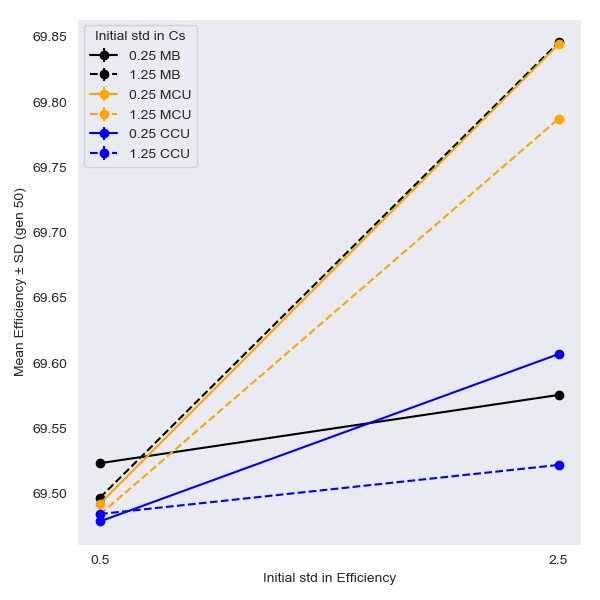 69.85
69.80
69.75
69.70
69.65
69.60
69.55
69.50
Mean Efficiency ± SD (gen 50)
Initial std in Cs
0.25 MB
1.25 MB
0.25 MCU
1.25 MCU
0.25 CCU
1.25 CCU
0.5
2.5
Initial std in Efficiency